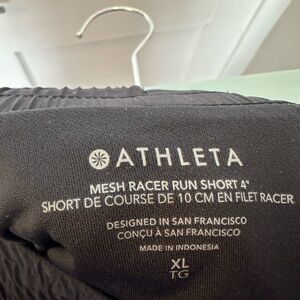 ATHLETA
MESH RACER RUN SHORT 4"
SHORT DE COURSE DE 10 CM EN FILET RACER
DESIGNED IN SAN FRANCISCO
CONÇU À SAN FRANCISCO
MADE IN INDONESIA
XL
TG